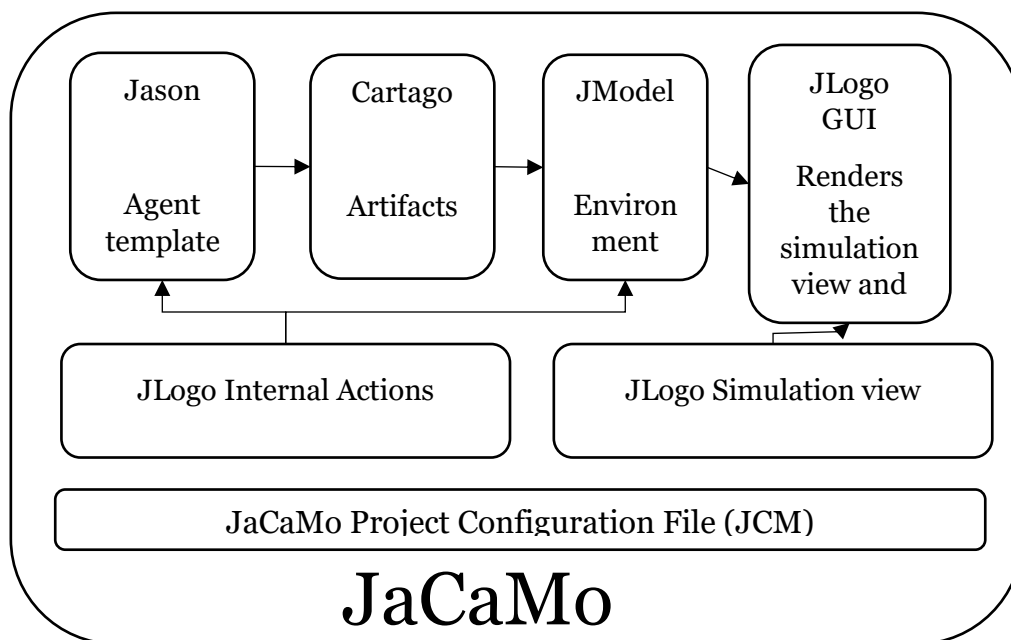 Jason
Agent
template
Cartago
Artifacts
JModel
Environ
ment
JLogo
GUI
Renders
the
simulation
view and
JLogo Internal Actions
JLogo Simulation view
JaCaMo Project Configuration File (JCM)
JaCaMo